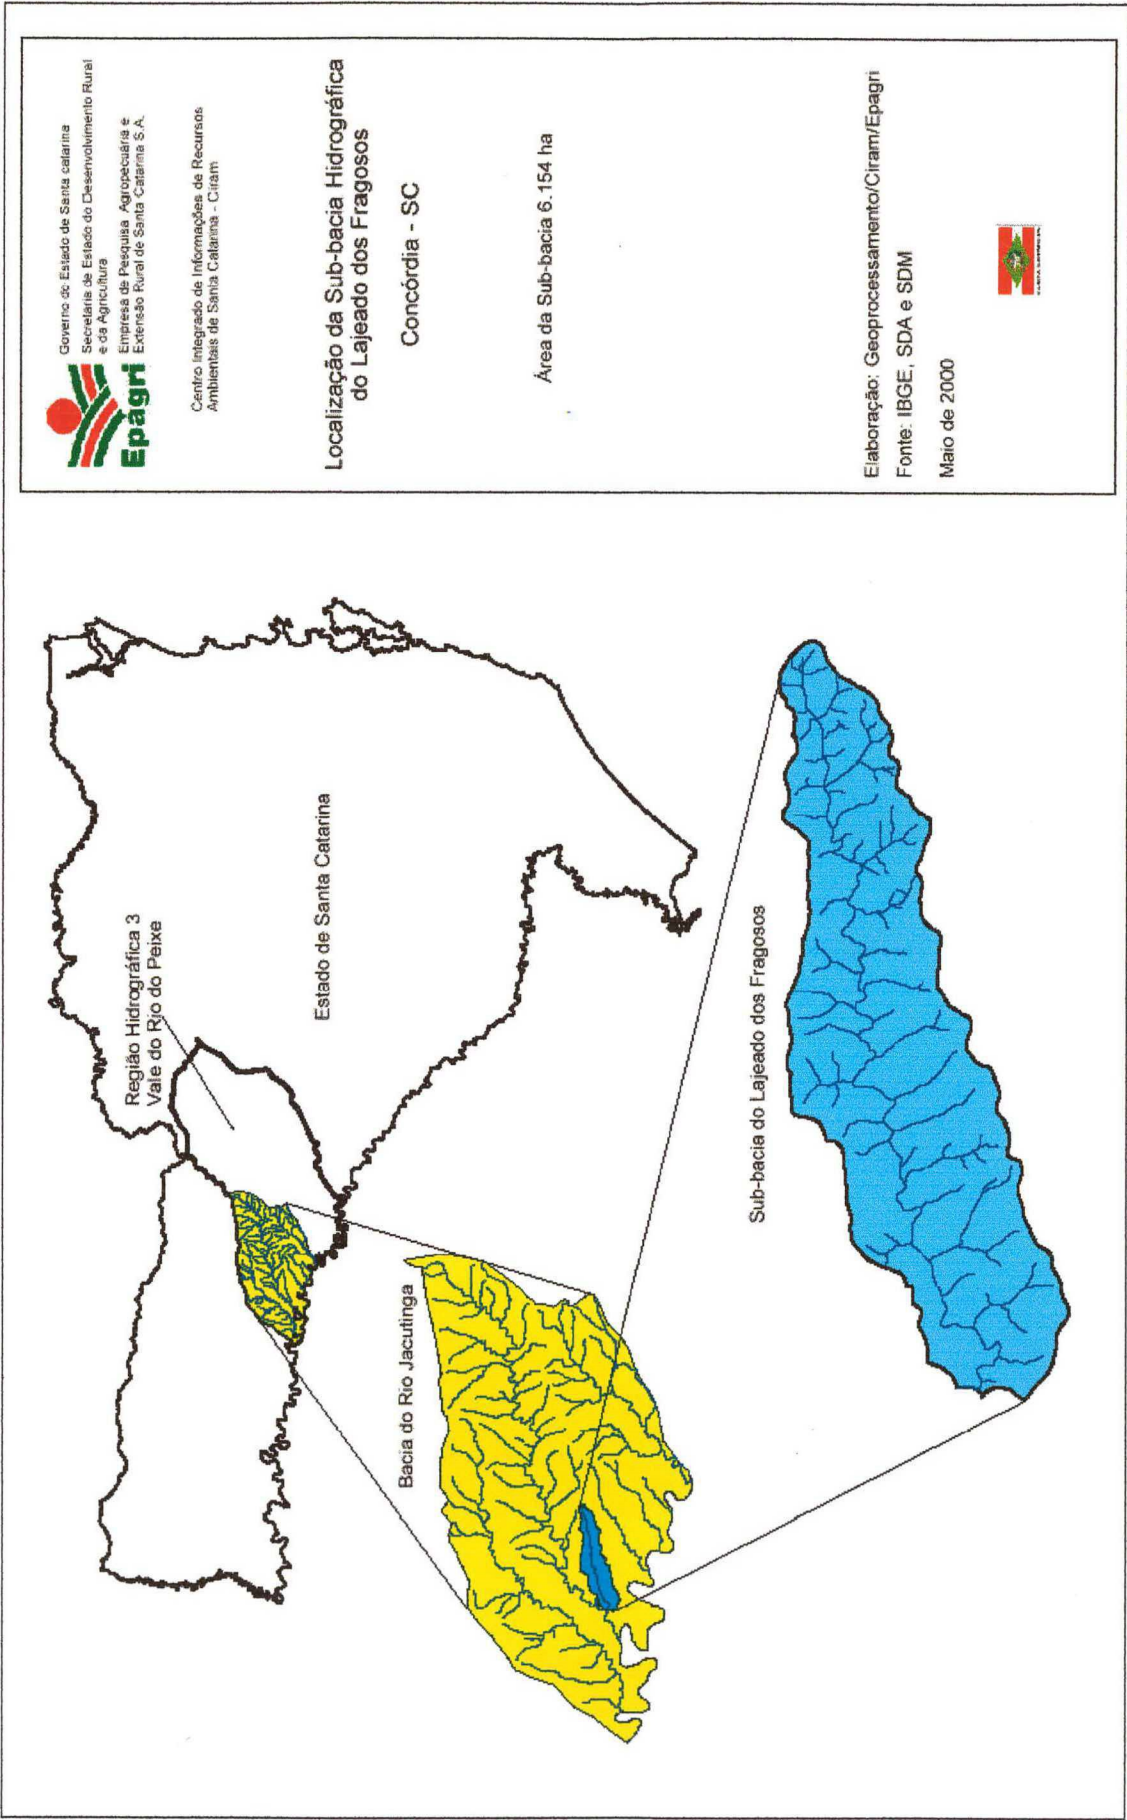 Governo do Estado de Santa catarina
Secretaria de Estado do Desenvolvimento Rural
e da Agricultura
Empresa de Pesquisa Agropecuária e
Extensão Rural de Santa Catarina S.A.
Epagri
Centro Integrado de Informações de Recursos
Ambientais de Santa Catarina - Ciram
Localização da Sub-bacia Hidrográfica
do Lajeado dos Fragosos
Concórdia - SC
Área da Sub-bacia 6.154 ha
Elaboração: Geoprocessamento/Ciram/Epagri
Fonte: IBGE, SDA e SDM
Maio de 2000
Região Hidrográfica 3
Vale do Rio do Peixe
Estado de Santa Catarina
Bacia do Rio Jacutinga
Sub-bacia do Lajeado dos Fragosos